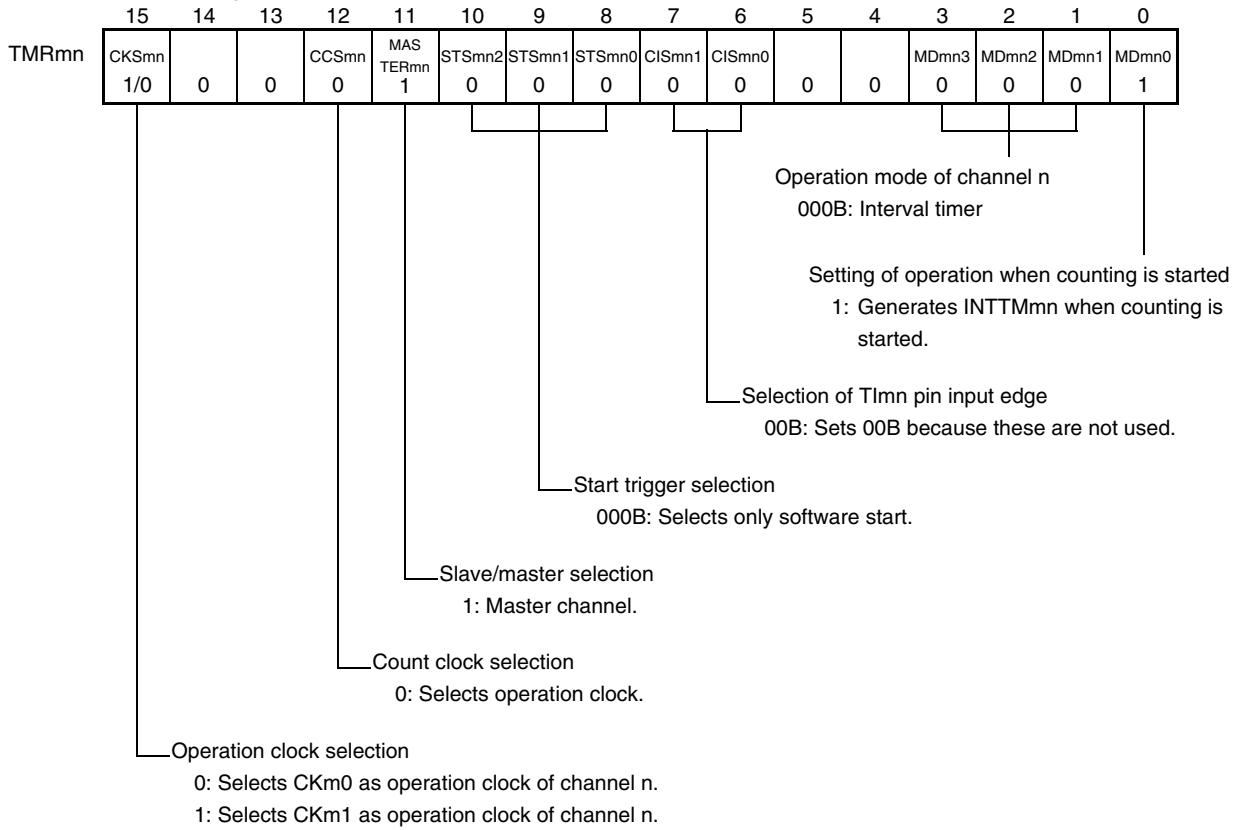 15 14 13 12 11 10 9 8 7 6 5 4 3 2 1 0
TMRmn
CKSmn CCSmn MAS TERmn STSmn2 STSmn1 STSmn0 CISmn1 CISmn0 MDmn3 MDmn2 MDmn1 MDmn0
1/0 0 0 0 1 0 0 0 0 0 0 0 0 0 0 1
Operation mode of channel n
000B: Interval timer
Setting of operation when counting is started
1: Generates INTTMmn when counting is
started.
Selection of TImn pin input edge
00B: Sets 00B because these are not used.
Start trigger selection
000B: Selects only software start.
Slave/master selection
1: Master channel.
Count clock selection
0: Selects operation clock.
Operation clock selection
0: Selects CKm0 as operation clock of channel n.
1: Selects CKm1 as operation clock of channel n.